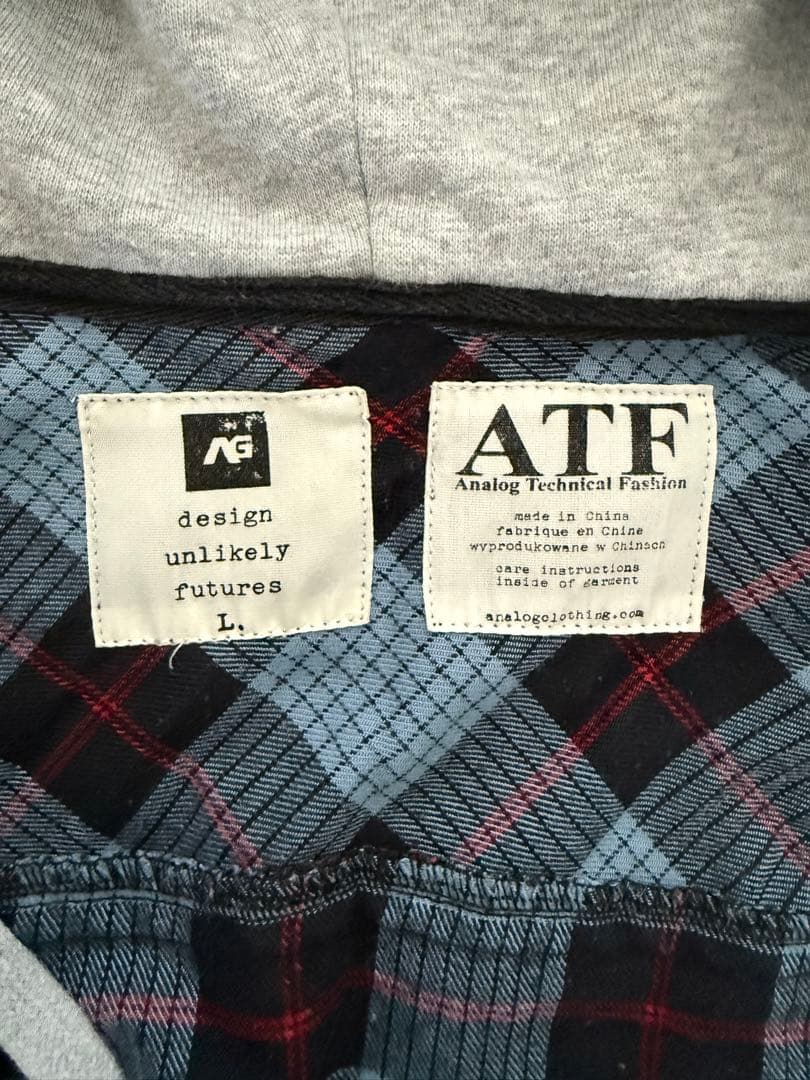 AG
design
unlikely
futures
L.
ATF
Analog Technical Fashion
made in China
fabrique en Chine
wyprodukowane w Chinach
care instructions
inside of garment
analogclothing.com